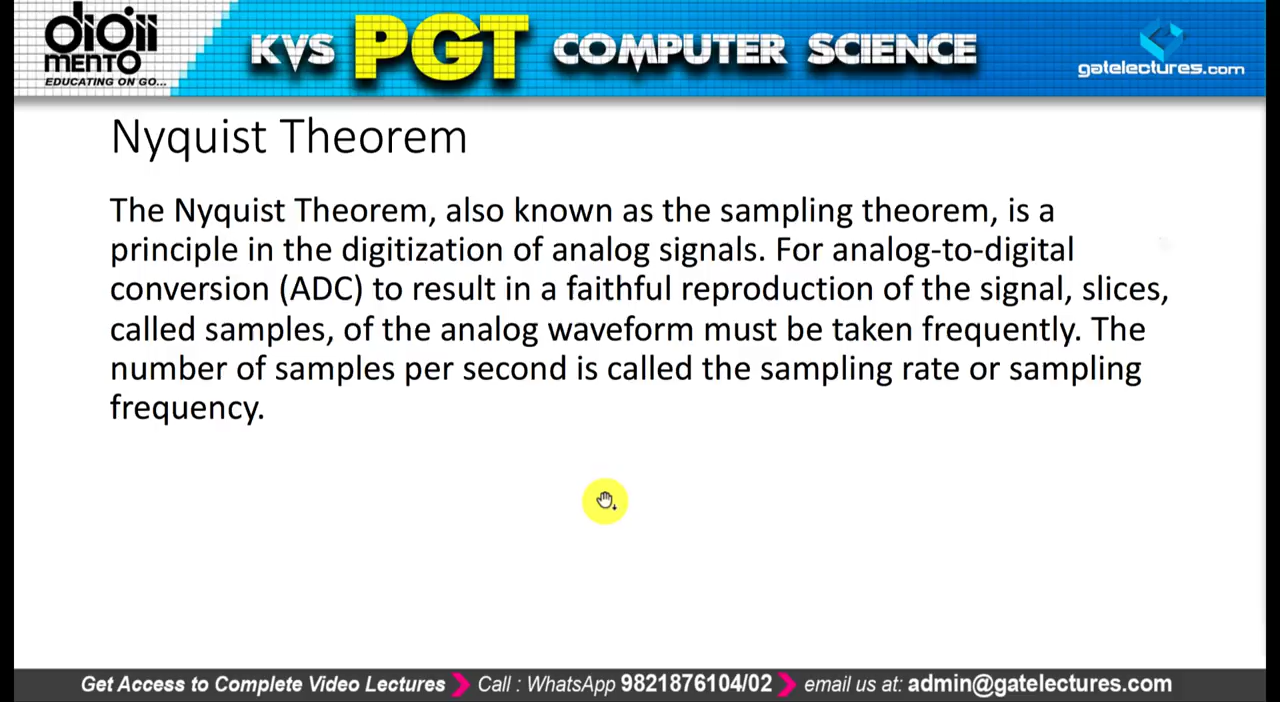 digii
mento
EDUCATING ON GO...
KVS PGT COMPUTER SCIENCE
gatelectures.com
Nyquist Theorem
The Nyquist Theorem, also known as the sampling theorem, is a
principle in the digitization of analog signals. For analog-to-digital
conversion (ADC) to result in a faithful reproduction of the signal, slices,
called samples, of the analog waveform must be taken frequently. The
number of samples per second is called the sampling rate or sampling
frequency.
Get Access to Complete Video Lectures Call : WhatsApp 9821876104/02 email us at: admin@gatelectures.com